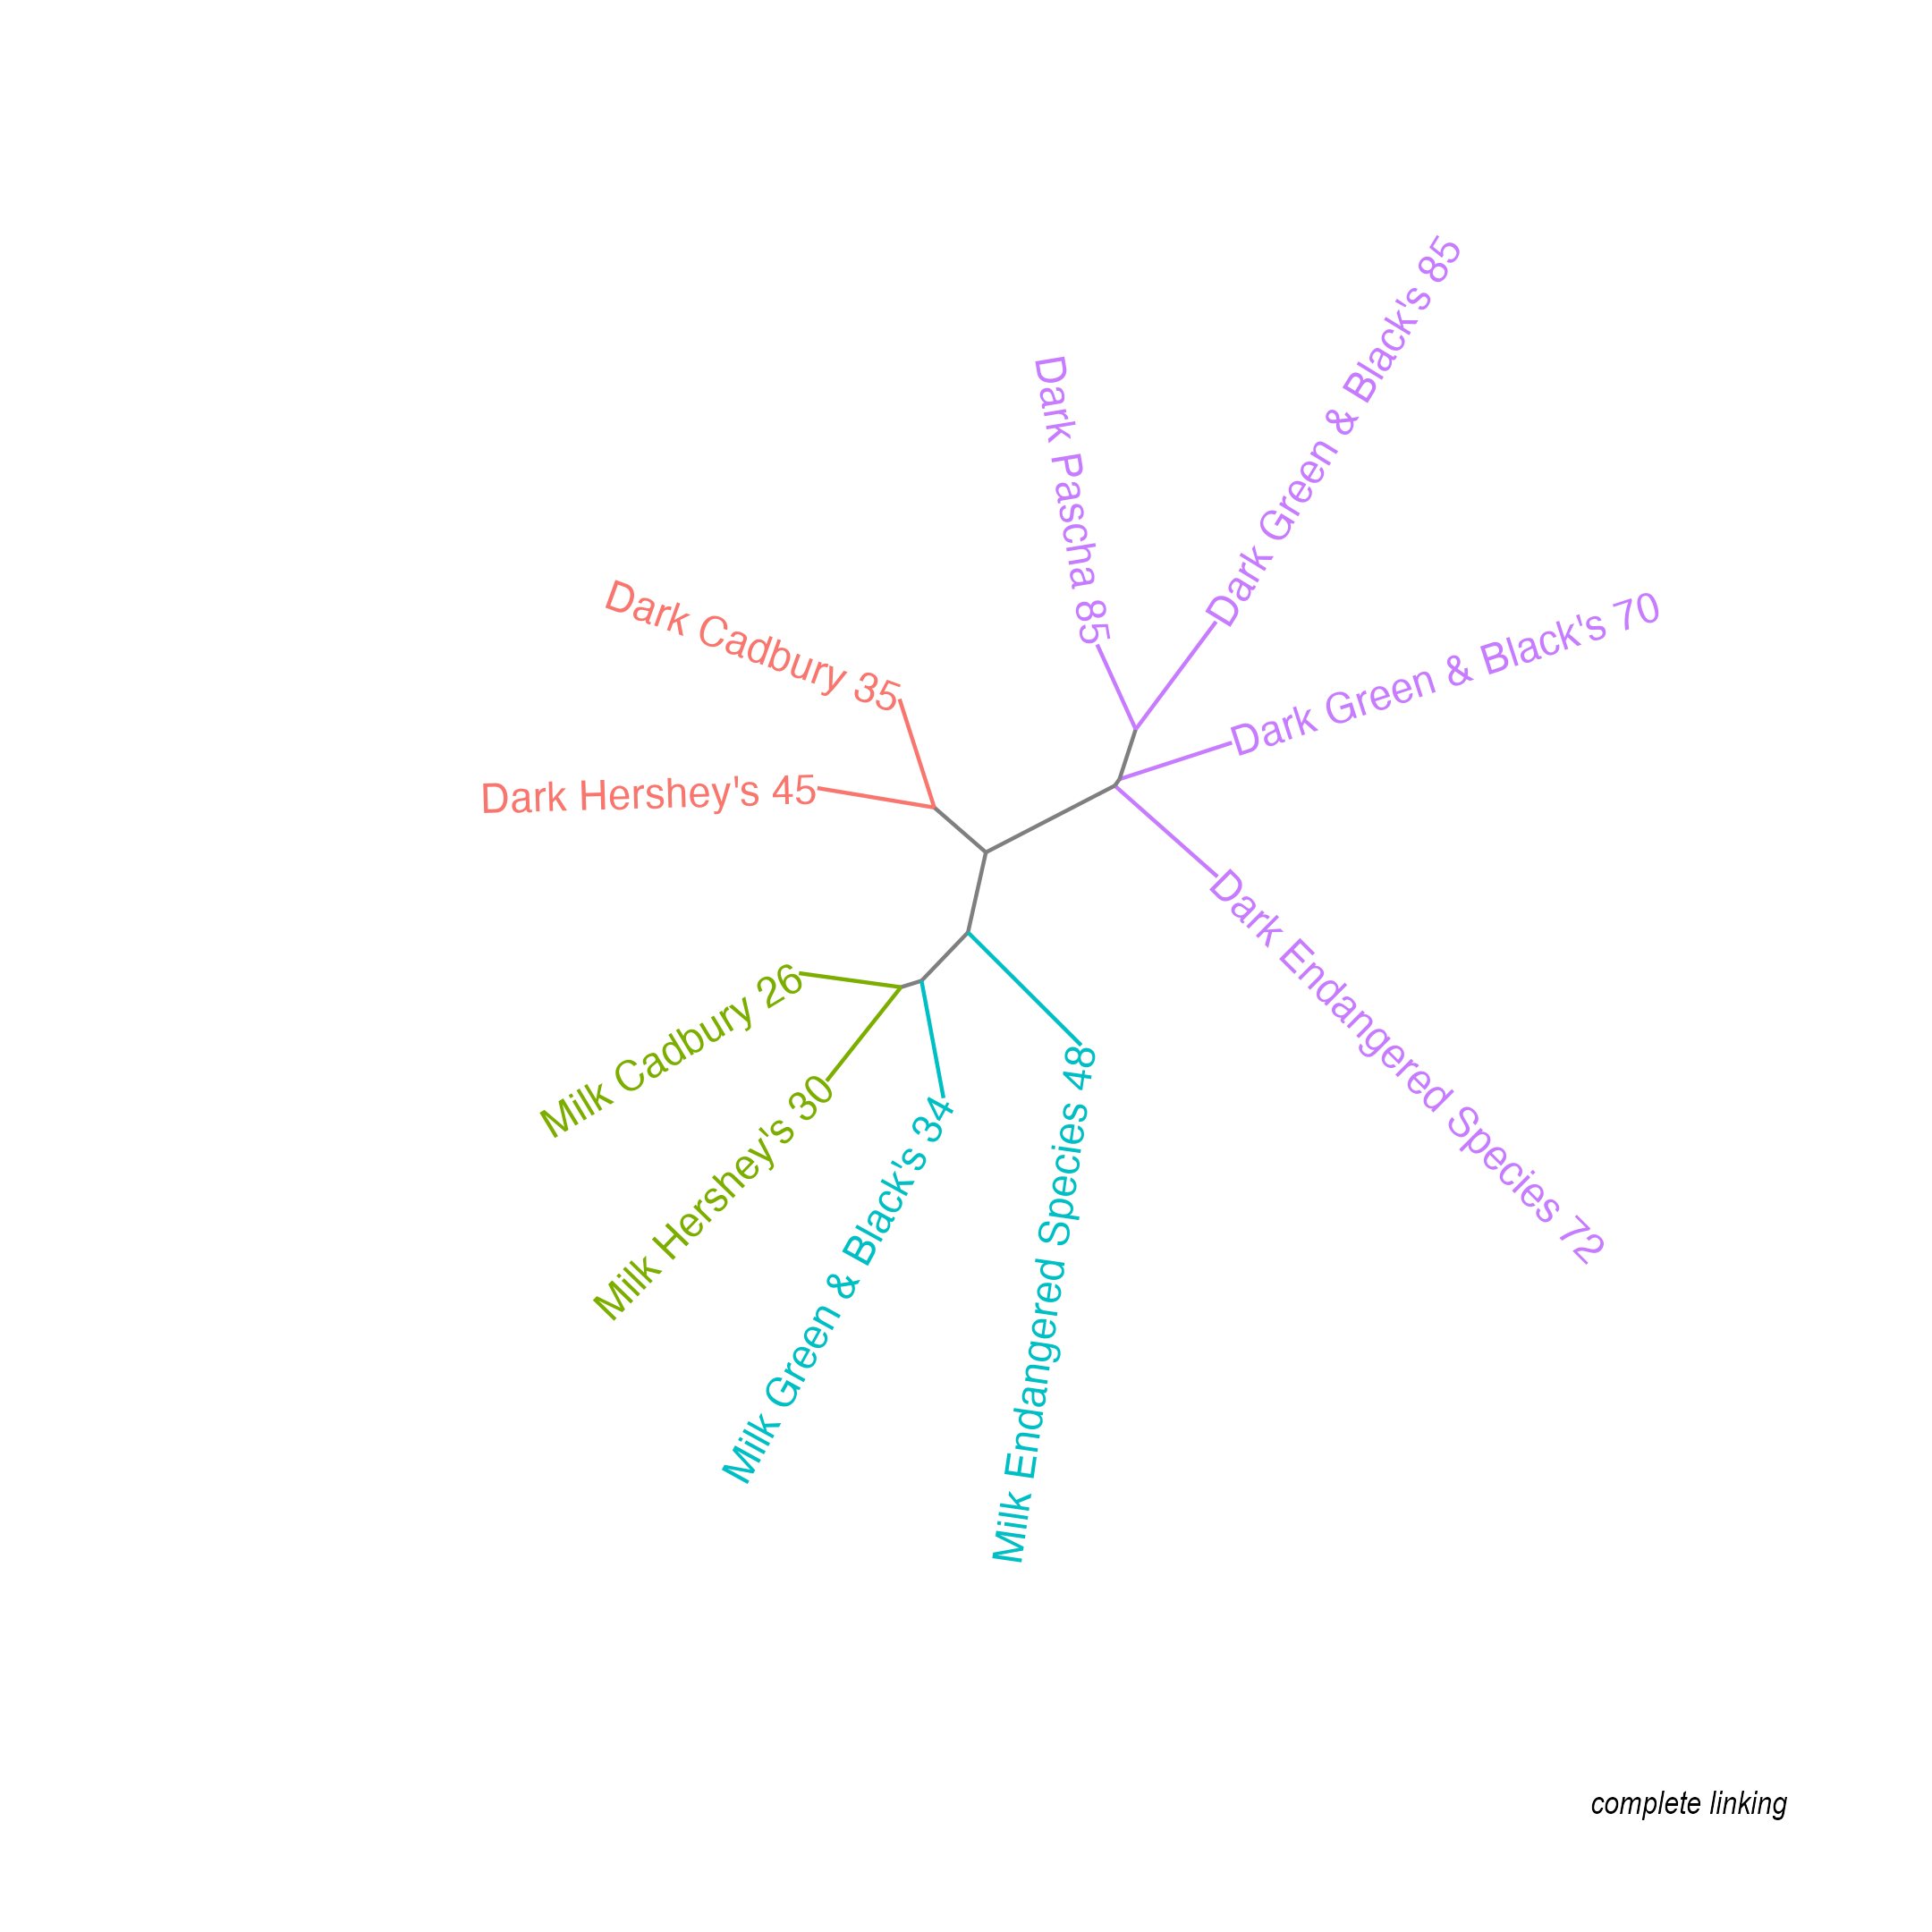 Dark Green & Black's 85
Dark Pascha 85
Dark Green & Black's 70
Dark Cadbury 35
Dark Hershey's 45
Dark Endangered Species 72
Milk Cadbury 26
Milk Hershey's 30
Milk Green & Black's 34
Milk Endangered Species 48
complete linking